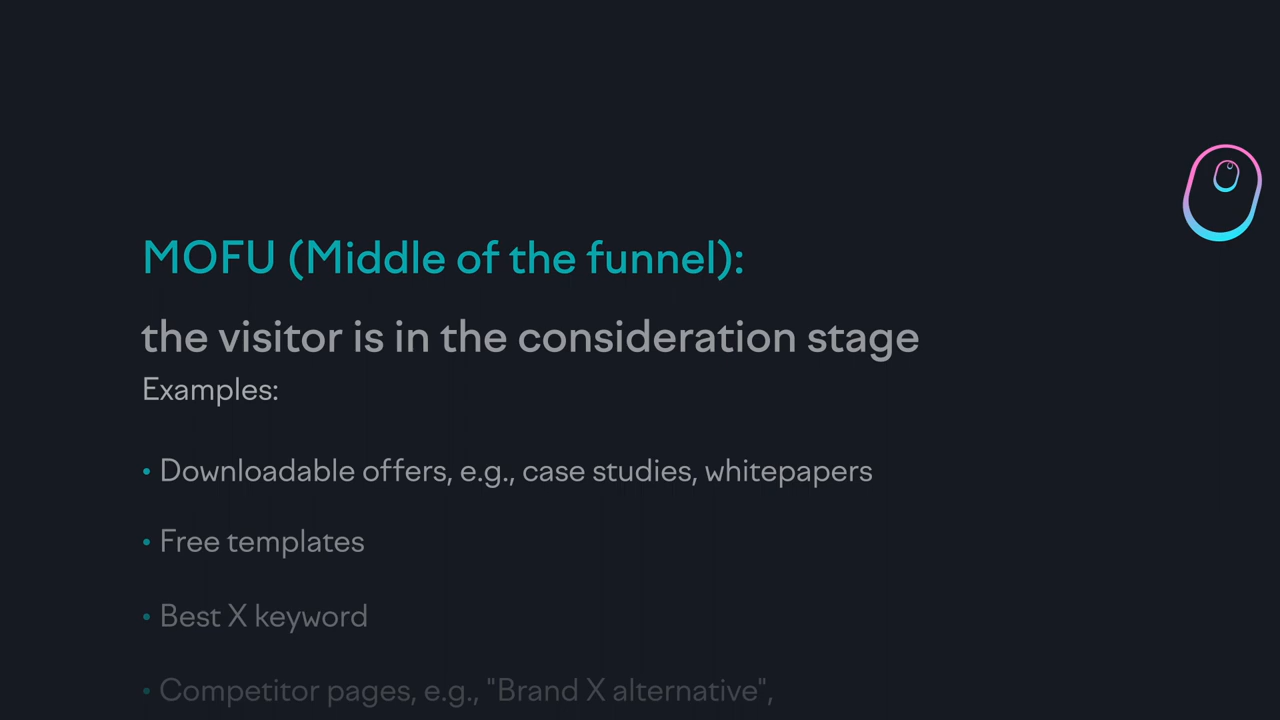 MOFU (Middle of the funnel):
the visitor is in the consideration stage
Examples:
• Downloadable offers, e.g., case studies, whitepapers
• Free templates
• Best X keyword
• Competitor pages, e.g., "Brand X alternative",